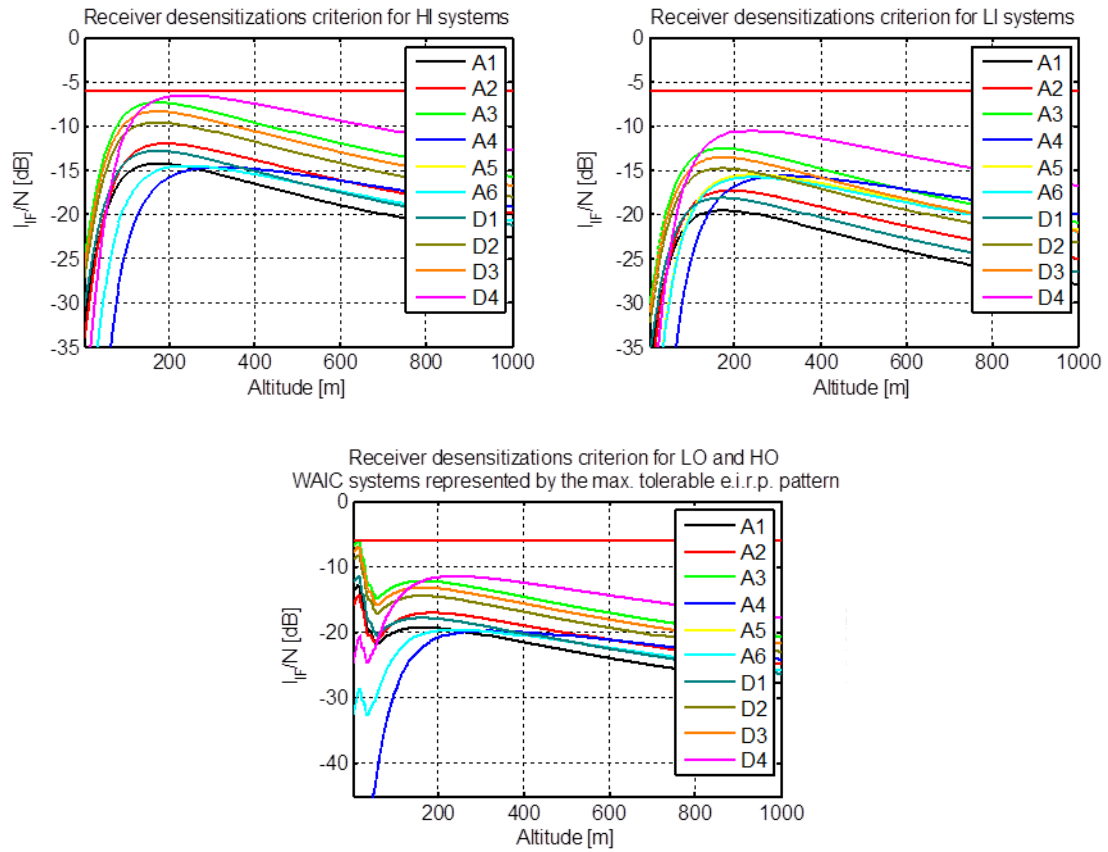 Receiver desensitizations criterion for HI systems
0
-5
-10
-15
-20
-25
-30
-35
I_IF/N [dB]
200
400
600
800
1000
Altitude [m]
A1
A2
A3
A4
A5
A6
D1
D2
D3
D4
Receiver desensitizations criterion for LI systems
0
-5
-10
-15
-20
-25
-30
-35
I_IF/N [dB]
200
400
600
800
1000
Altitude [m]
A1
A2
A3
A4
A5
A6
D1
D2
D3
D4
Receiver desensitizations criterion for LO and HO
WAIC systems represented by the max. tolerable e.i.r.p. pattern
0
-10
-20
-30
-40
I_IF/N [dB]
200
400
600
800
1000
Altitude [m]
A1
A2
A3
A4
A5
A6
D1
D2
D3
D4